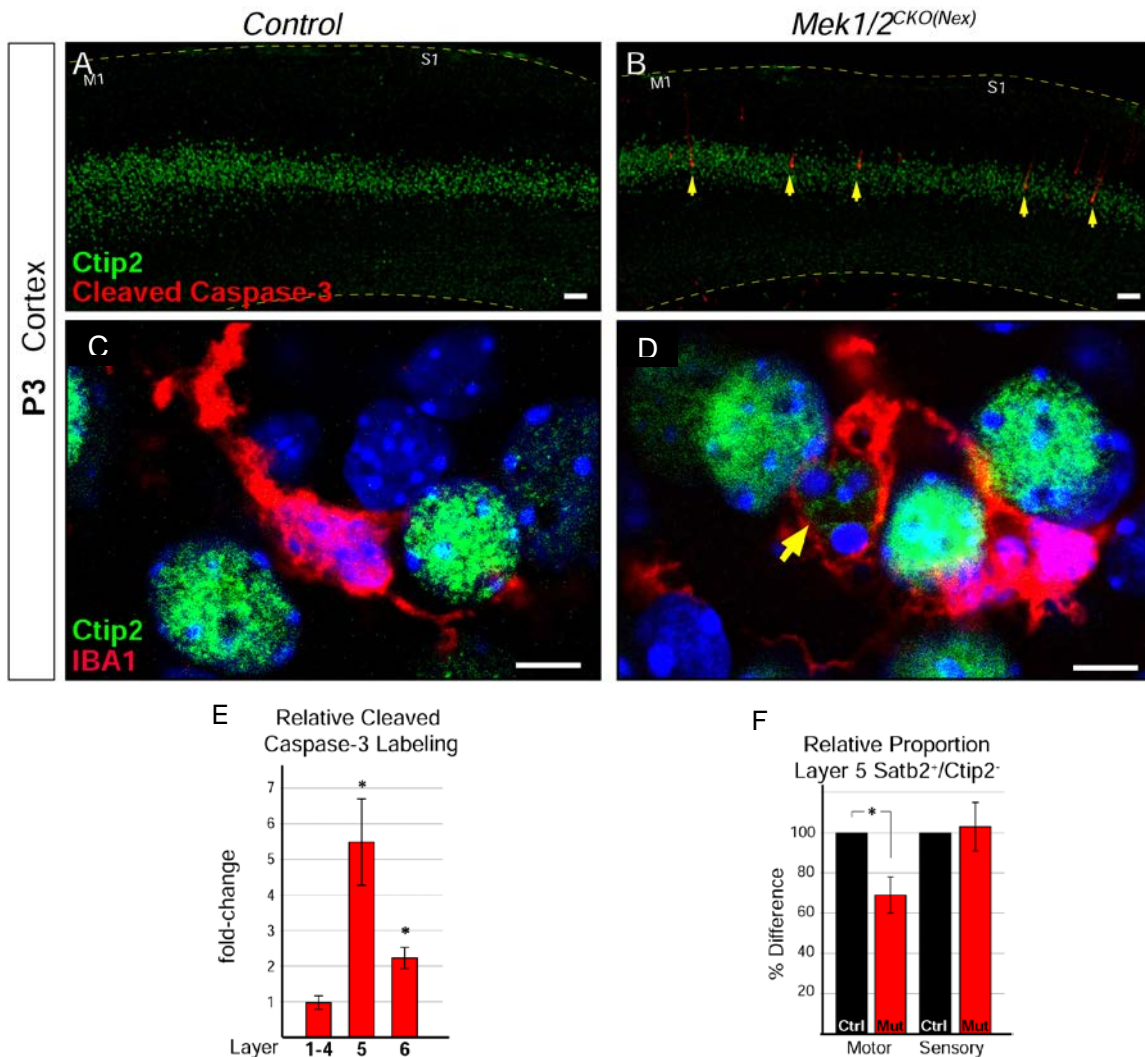 Control
Mek1/2CKO(Nex)
P3 Cortex
A
M1
S1
Ctip2
Cleaved Caspase-3
B
M1
S1
C
Ctip2
IBA1
D
E
Relative Cleaved
Caspase-3 Labeling
fold-change
7
6
5
4
3
2
1
Layer 1-4 5 6
*
*
F
Relative Proportion
Layer 5 Satb2+/Ctip2-
% Difference
100
80
60
40
20
*
Ctrl Mut Ctrl Mut
Motor Sensory